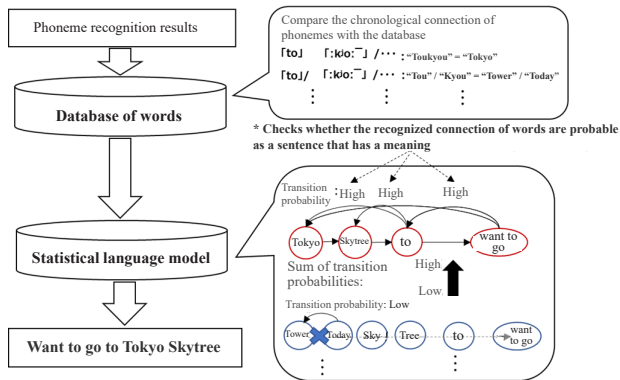 Phoneme recognition results
Compare the chronological connection of
phonemes with the database
「to」 「:kʲo:¯」 /··· : “Toukyou” = “Tokyo”
「to」/ 「:kʲo:¯」 /··· : “Tou” / “Kyou” = “Tower” / “Today”
Database of words
* Checks whether the recognized connection of words are probable
as a sentence that has a meaning
Transition
probability : High High High
Tokyo Skytree to want to
go
Statistical language model
Sum of transition
probabilities:
High
Low
Transition probability: Low
Tower Today Sky Tree to want
to go
Want to go to Tokyo Skytree